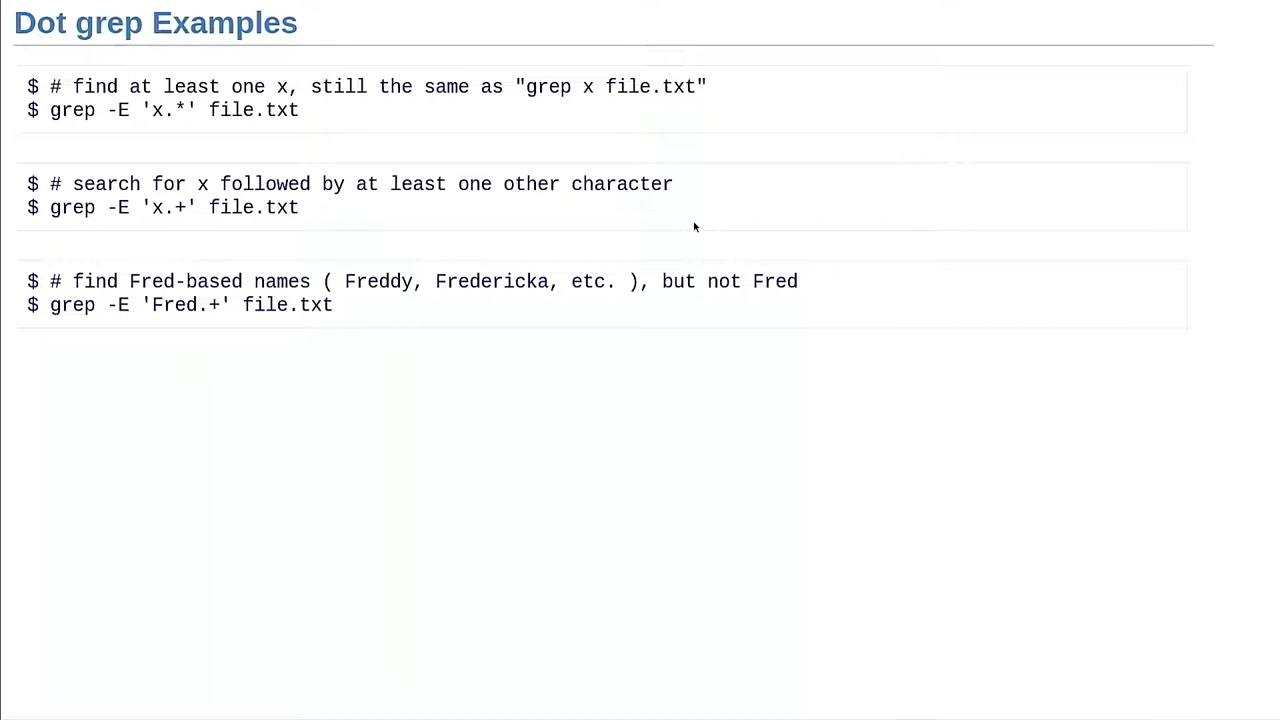 Dot grep Examples
$ # find at least one x, still the same as "grep x file.txt"
$ grep -E 'x.*' file.txt
$ # search for x followed by at least one other character
$ grep -E 'x.+' file.txt
$ # find Fred-based names ( Freddy, Fredericka, etc. ), but not Fred
$ grep -E 'Fred.+' file.txt